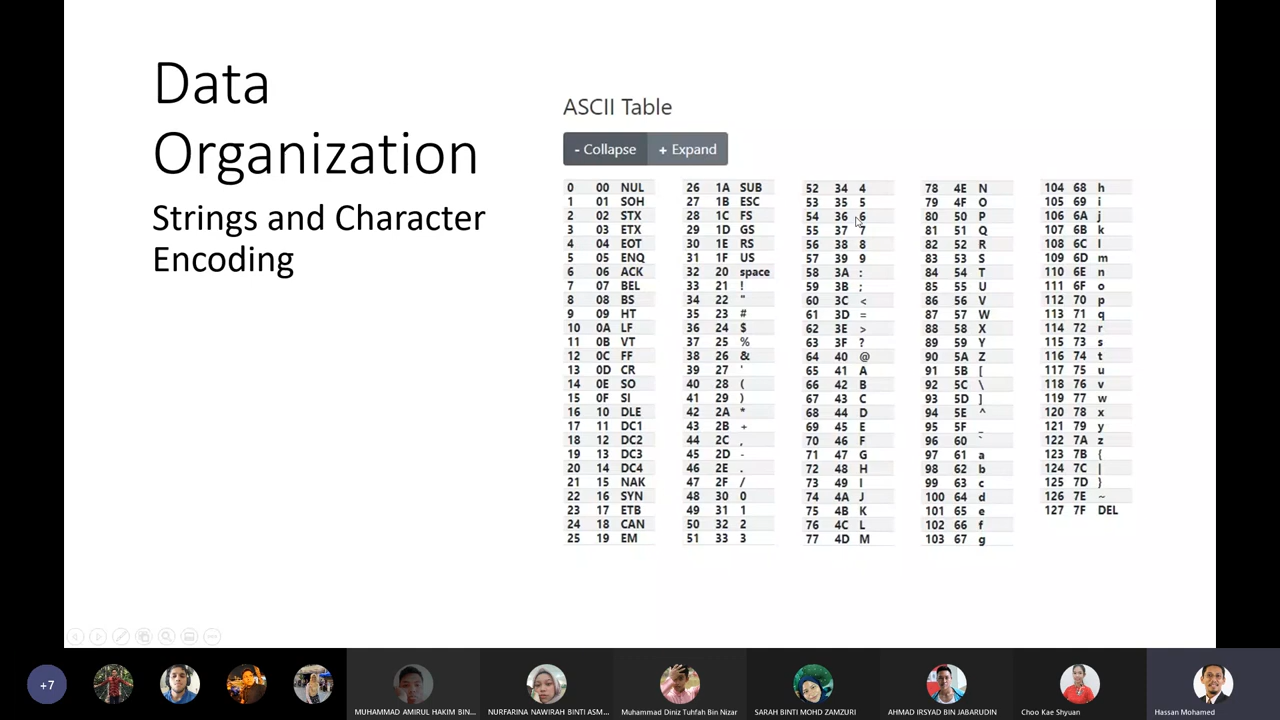 Data
Organization
Strings and Character
Encoding
ASCII Table
- Collapse + Expand
0 00 NUL 26 1A SUB 52 34 4 78 4E N 104 68 h
1 01 SOH 27 1B ESC 53 35 5 79 4F O 105 69 i
2 02 STX 28 1C FS 54 36 6 80 50 P 106 6A j
3 03 ETX 29 1D GS 55 37 7 81 51 Q 107 6B k
4 04 EOT 30 1E RS 56 38 8 82 52 R 108 6C l
5 05 ENQ 31 1F US 57 39 9 83 53 S 109 6D m
6 06 ACK 32 20 space 58 3A : 84 54 T 110 6E n
7 07 BEL 33 21 ! 59 3B ; 85 55 U 111 6F o
8 08 BS 34 22 " 60 3C < 86 56 V 112 70 p
9 09 HT 35 23 # 61 3D = 87 57 W 113 71 q
10 0A LF 36 24 $ 62 3E > 88 58 X 114 72 r
11 0B VT 37 25 % 63 3F ? 89 59 Y 115 73 s
12 0C FF 38 26 & 64 40 @ 90 5A Z 116 74 t
13 0D CR 39 27 ' 65 41 A 91 5B [ 117 75 u
14 0E SO 40 28 ( 66 42 B 92 5C \ 118 76 v
15 0F SI 41 29 ) 67 43 C 93 5D ] 119 77 w
16 10 DLE 42 2A * 68 44 D 94 5E ^ 120 78 x
17 11 DC1 43 2B + 69 45 E 95 5F _ 121 79 y
18 12 DC2 44 2C , 70 46 F 96 60 ` 122 7A z
19 13 DC3 45 2D - 71 47 G 97 61 a 123 7B {
20 14 DC4 46 2E . 72 48 H 98 62 b 124 7C |
21 15 NAK 47 2F / 73 49 I 99 63 c 125 7D }
22 16 SYN 48 30 0 74 4A J 100 64 d 126 7E ~
23 17 ETB 49 31 1 75 4B K 101 65 e 127 7F DEL
24 18 CAN 50 32 2 76 4C L 102 66 f
25 19 EM 51 33 3 77 4D M 103 67 g
+7
MUHAMMAD AMIRUL HAKIM BIN...
NURFARINA NAWIRAH BINTI ASM...
Muhammad Diniz Tuhfah Bin Nizar
SARAH BINTI MOHD ZAMZURI
AHMAD IRSYAD BIN JABARUDIN
Choo Kae Shyuan
Hassan Mohamed